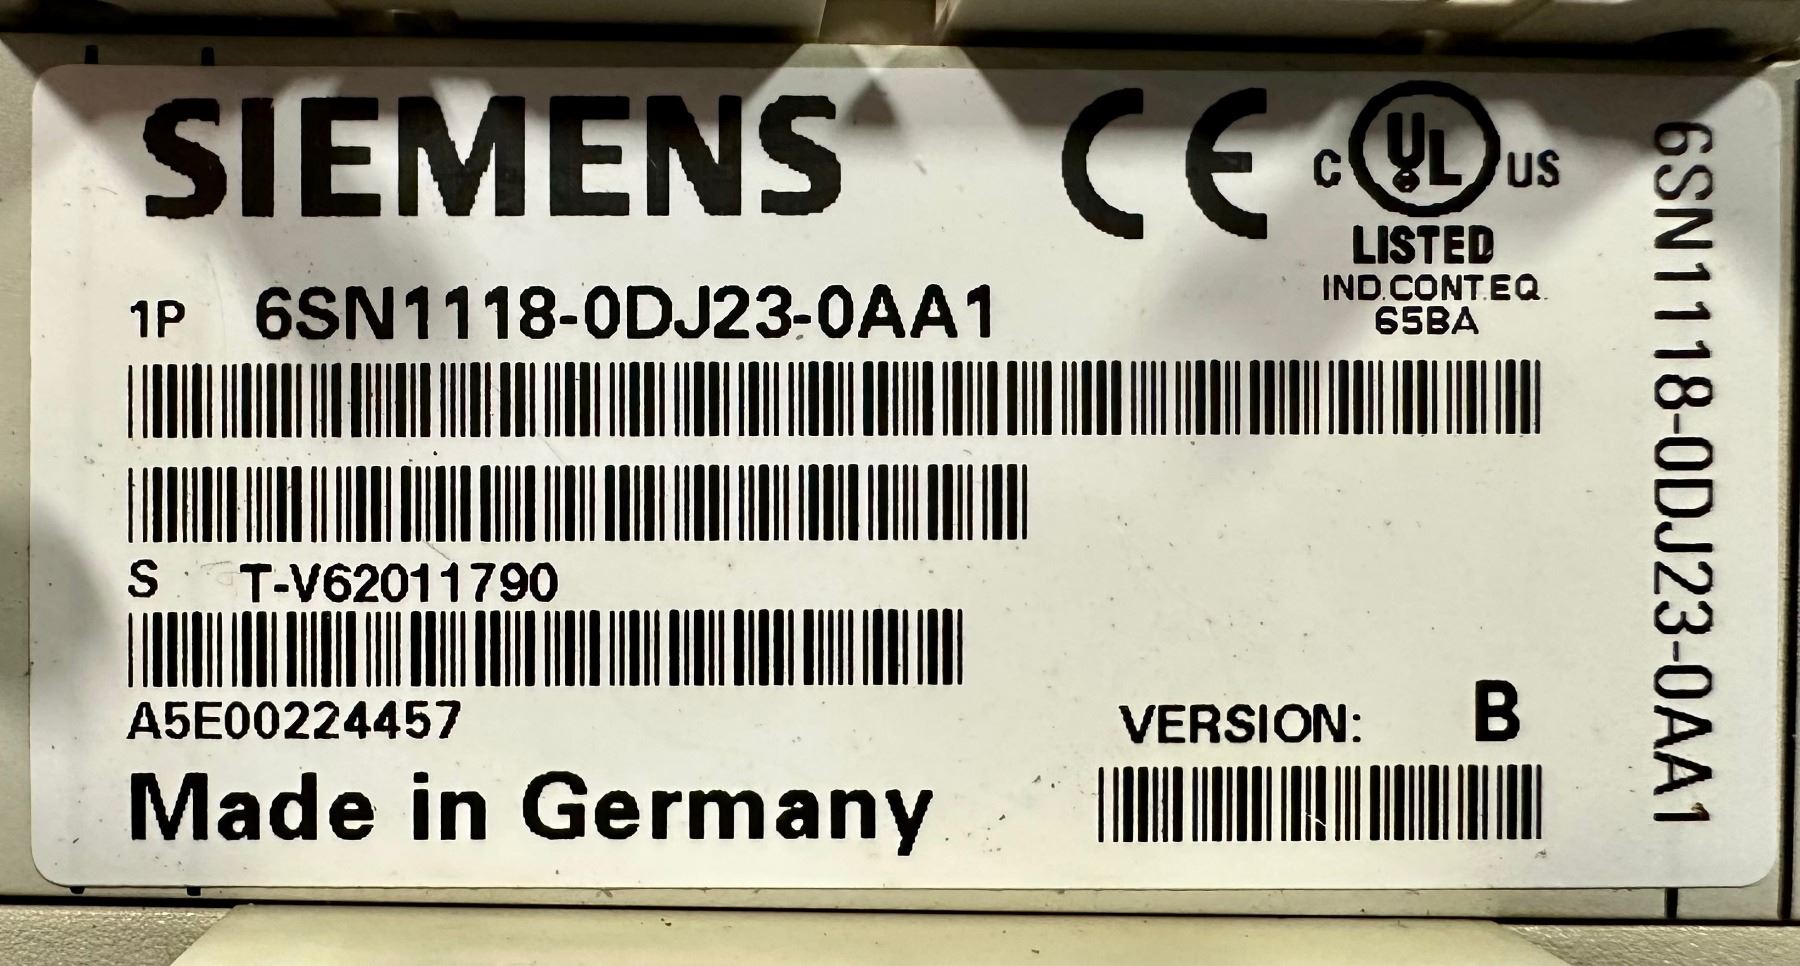 SIEMENS
CE
C UL US
LISTED
IND.CONT.EQ.
65BA
1P 6SN1118-0DJ23-0AA1
S T-V62011790
A5E00224457
VERSION: B
Made in Germany
6SN1118-0DJ23-0AA1